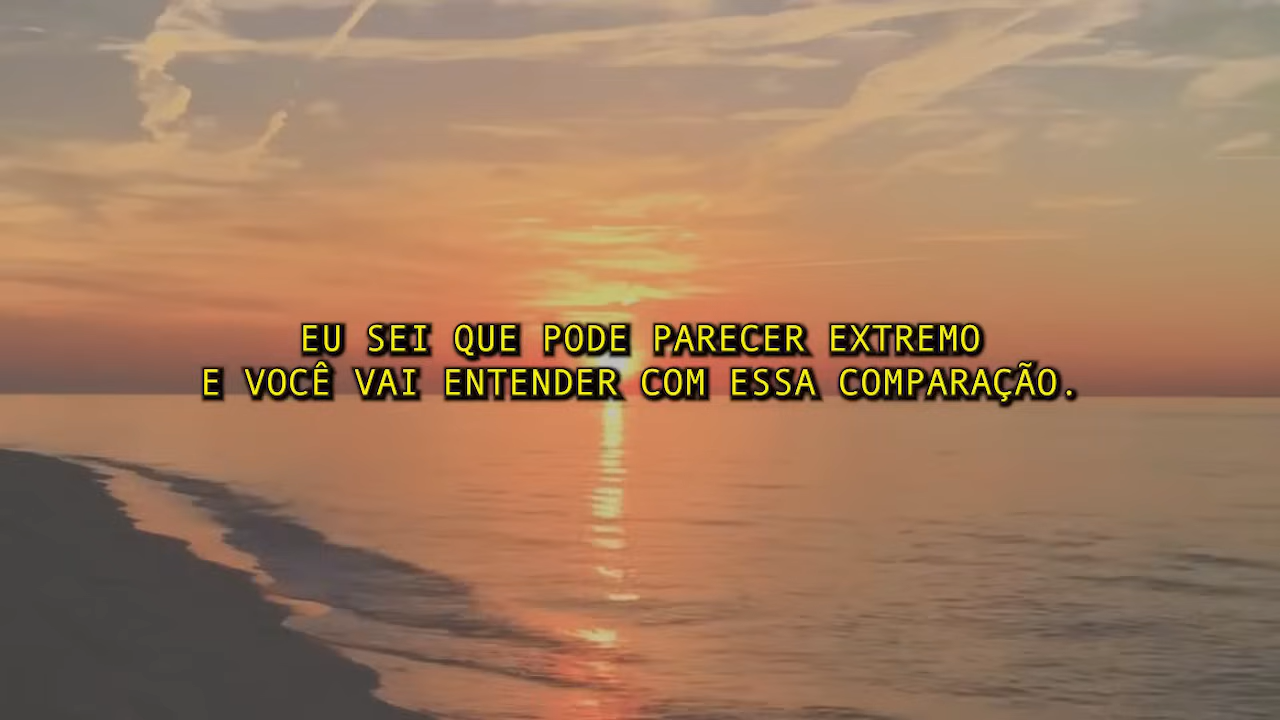 EU SEI QUE PODE PARECER EXTREMO
E VOCÊ VAI ENTENDER COM ESSA COMPARAÇÃO.